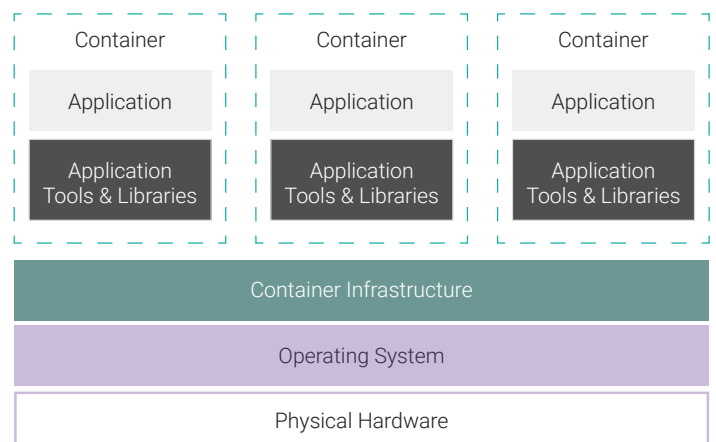 Container
Application
Application
Tools & Libraries
Container
Application
Application
Tools & Libraries
Container
Application
Application
Tools & Libraries
Container Infrastructure
Operating System
Physical Hardware